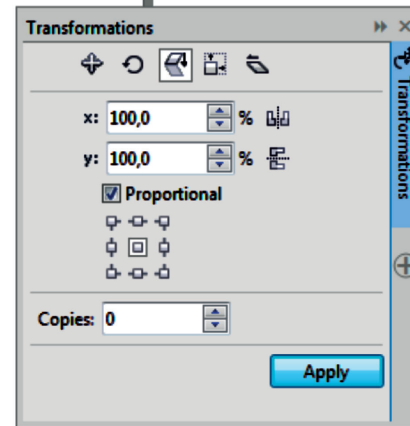 Transformations
x: 100,0 %
y: 100,0 %
Proportional
Copies: 0
Apply
Transformations